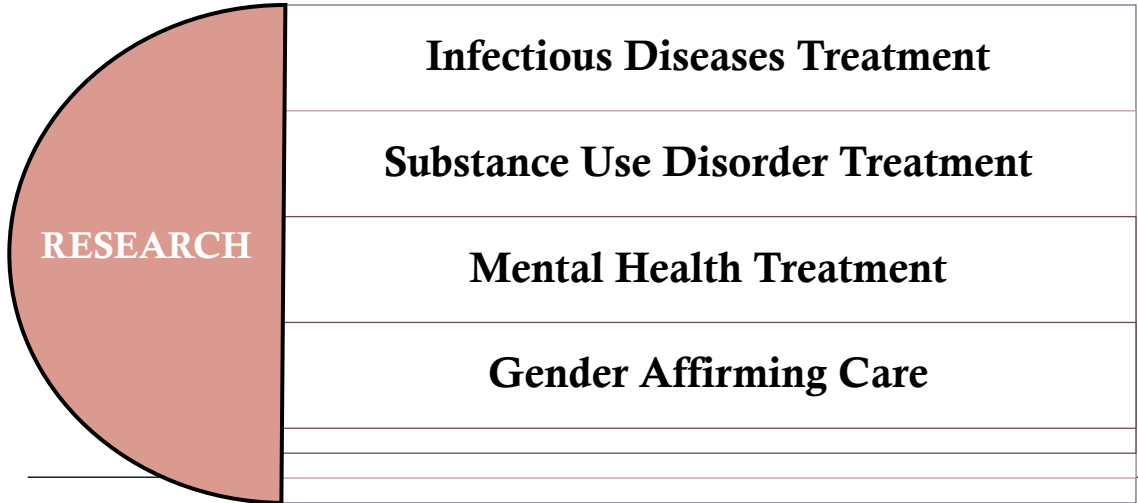 Infectious Diseases Treatment
Substance Use Disorder Treatment
RESEARCH
Mental Health Treatment
Gender Affirming Care